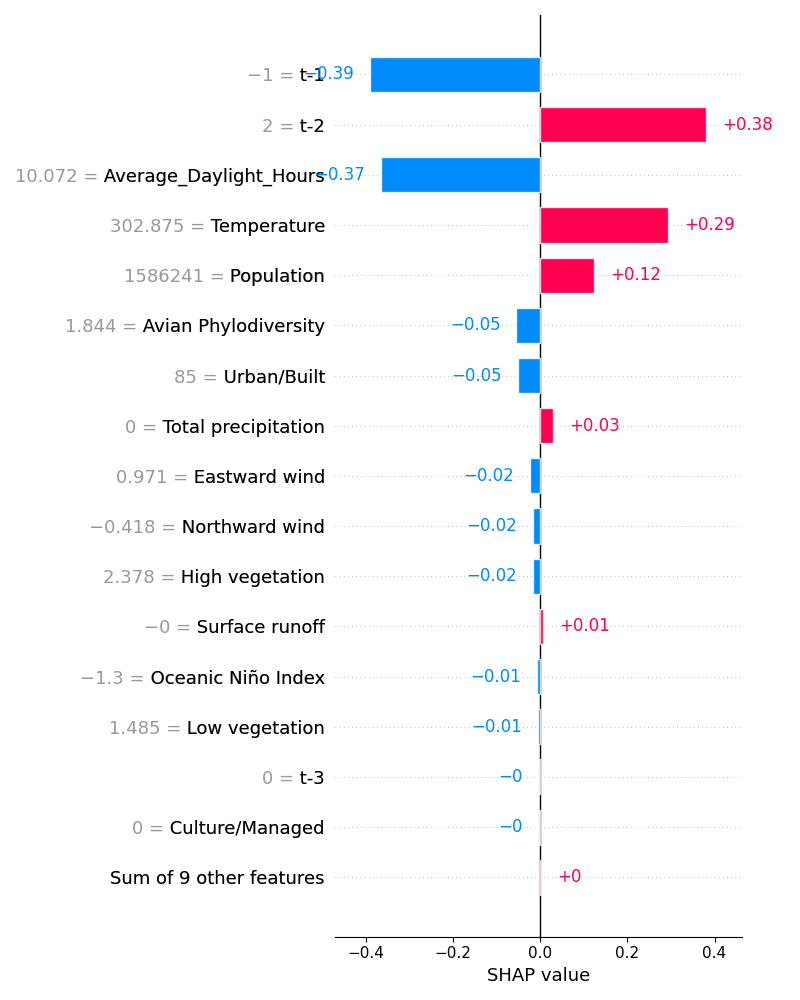 −1 = t-1 −0.39
2 = t-2 +0.38
10.072 = Average_Daylight_Hours −0.37
302.875 = Temperature +0.29
1586241 = Population +0.12
1.844 = Avian Phylodiversity −0.05
85 = Urban/Built −0.05
0 = Total precipitation +0.03
0.971 = Eastward wind −0.02
−0.418 = Northward wind −0.02
2.378 = High vegetation −0.02
−0 = Surface runoff +0.01
−1.3 = Oceanic Niño Index −0.01
1.485 = Low vegetation −0.01
0 = t-3 −0
0 = Culture/Managed −0
Sum of 9 other features +0
−0.4 −0.2 0.0 0.2 0.4
SHAP value